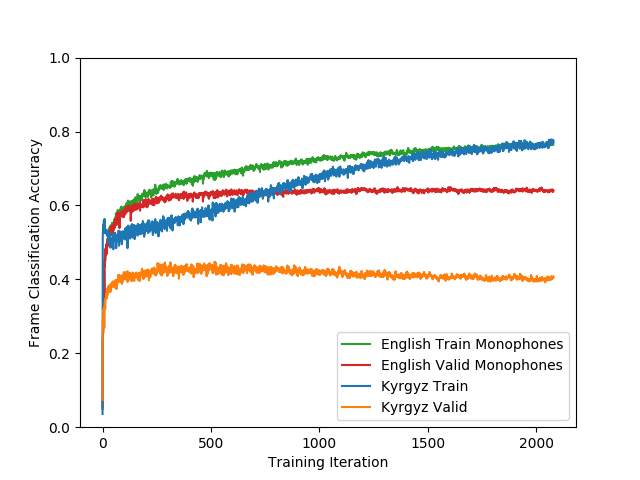 1.0
0.8
0.6
0.4
0.2
0.0
Frame Classification Accuracy
English Train Monophones
English Valid Monophones
Kyrgyz Train
Kyrgyz Valid
0 500 1000 1500 2000
Training Iteration